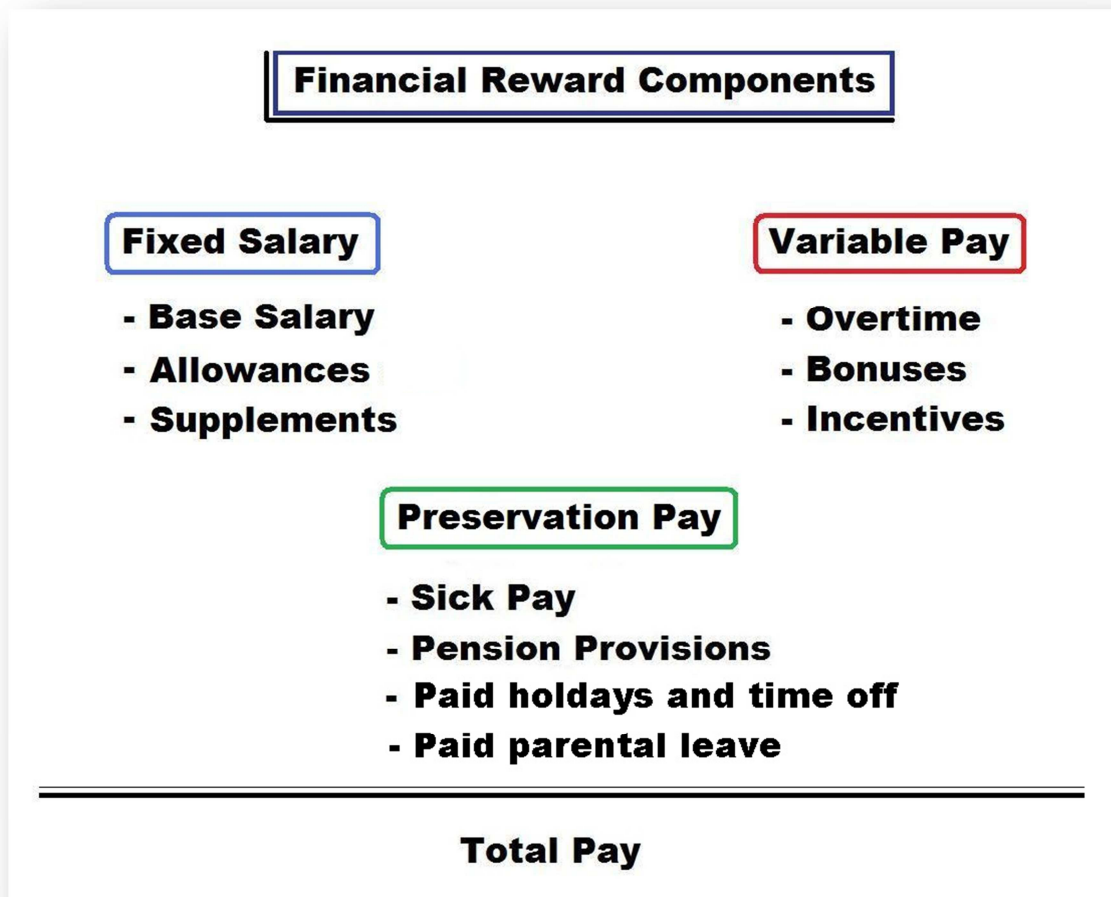 Financial Reward Components
Fixed Salary
- Base Salary
- Allowances
- Supplements
Variable Pay
- Overtime
- Bonuses
- Incentives
Preservation Pay
- Sick Pay
- Pension Provisions
- Paid holdays and time off
- Paid parental leave
Total Pay